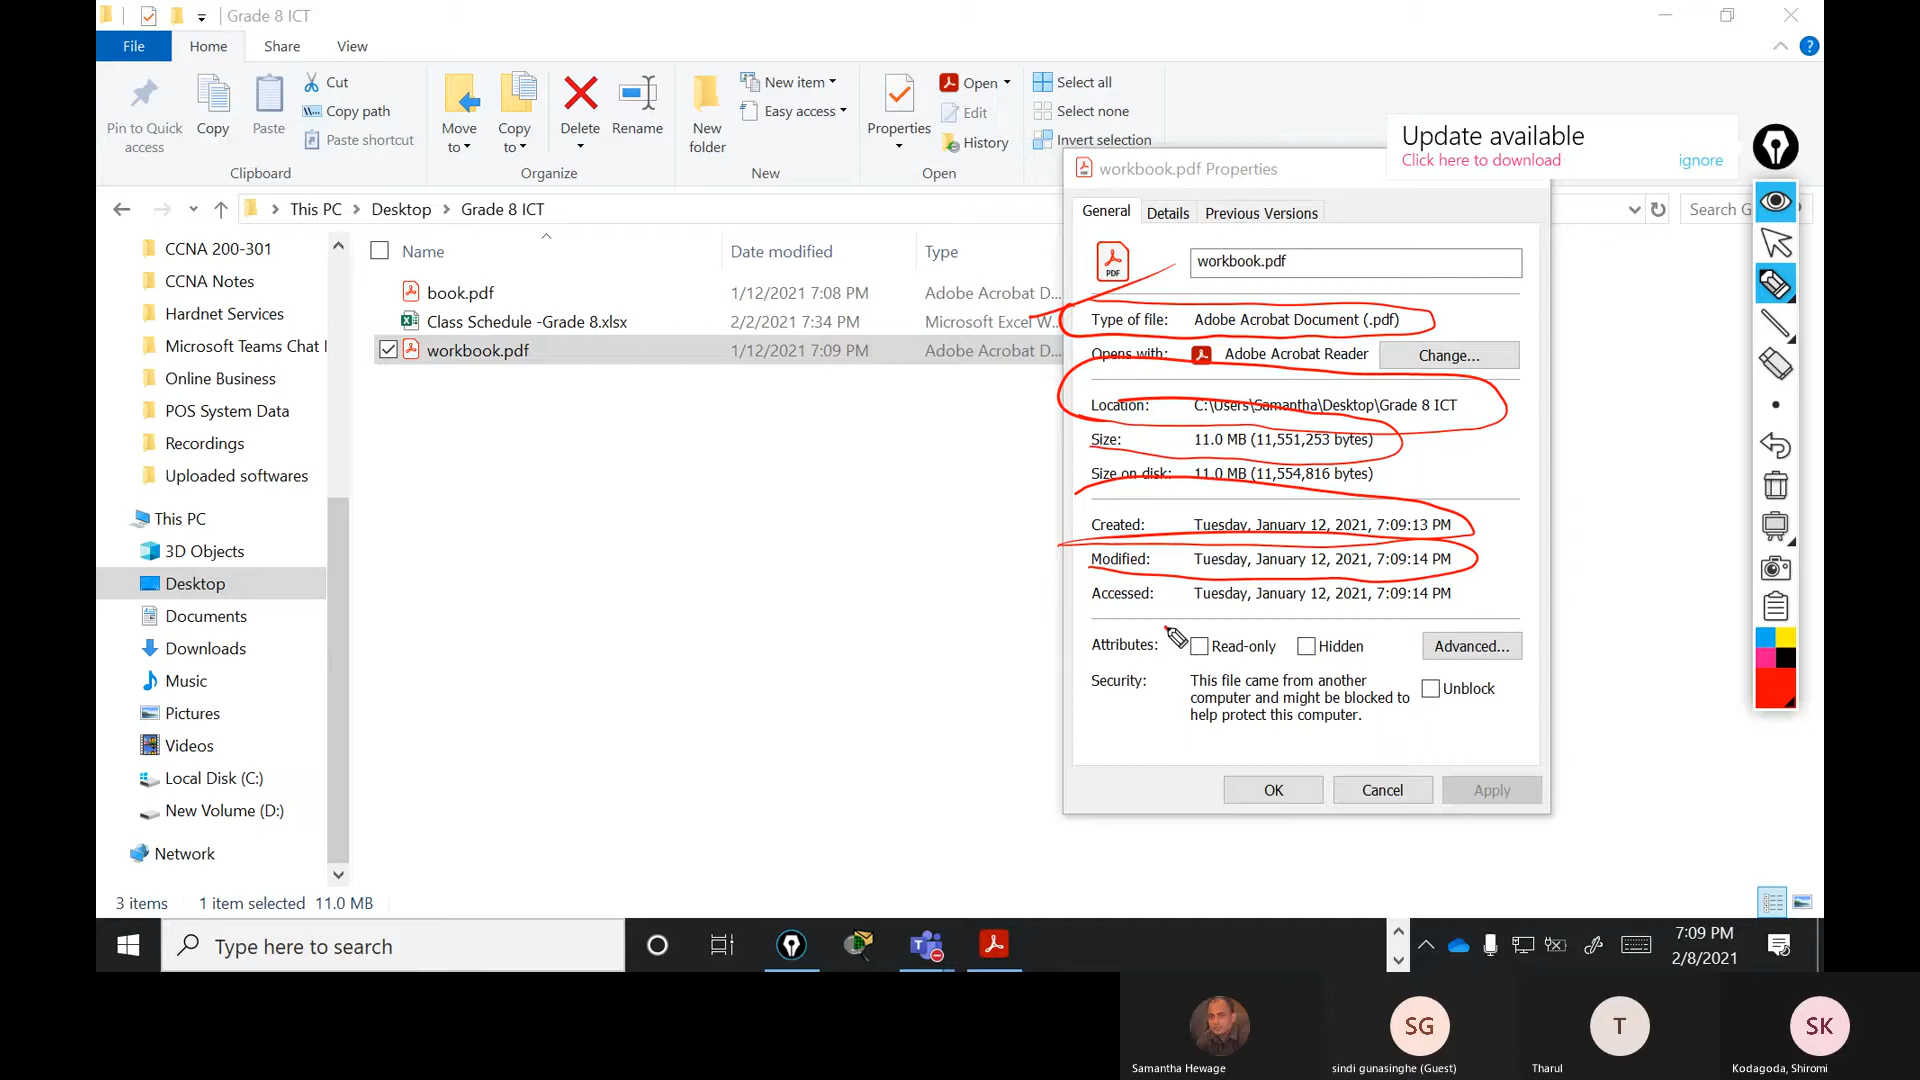 Grade 8 ICT
File Home Share View
Pin to Quick access
Copy
Paste
Cut
Copy path
Paste shortcut
Clipboard
Move to
Copy to
Delete
Rename
Organize
New folder
New item
Easy access
New
Properties
Open
Edit
History
Open
Select all
Select none
Invert selection
Update available
Click here to download ignore
This PC > Desktop > Grade 8 ICT
Search G
CCNA 200-301
CCNA Notes
Hardnet Services
Microsoft Teams Chat
Online Business
POS System Data
Recordings
Uploaded softwares
This PC
3D Objects
Desktop
Documents
Downloads
Music
Pictures
Videos
Local Disk (C:)
New Volume (D:)
Network
Name Date modified Type
book.pdf 1/12/2021 7:08 PM Adobe Acrobat D...
Class Schedule -Grade 8.xlsx 2/2/2021 7:34 PM Microsoft Excel W...
workbook.pdf 1/12/2021 7:09 PM Adobe Acrobat D...
workbook.pdf Properties
General Details Previous Versions
PDF
workbook.pdf
Type of file: Adobe Acrobat Document (.pdf)
Opens with: Adobe Acrobat Reader Change...
Location: C:\Users\Samantha\Desktop\Grade 8 ICT
Size: 11.0 MB (11,551,253 bytes)
Size on disk: 11.0 MB (11,554,816 bytes)
Created: Tuesday, January 12, 2021, 7:09:13 PM
Modified: Tuesday, January 12, 2021, 7:09:14 PM
Accessed: Tuesday, January 12, 2021, 7:09:14 PM
Attributes: Read-only Hidden Advanced...
Security: This file came from another
computer and might be blocked to
help protect this computer.
Unblock
OK Cancel Apply
3 items 1 item selected 11.0 MB
Type here to search
7:09 PM
2/8/2021
SG T SK
Samantha Hewage sindi gunasinghe (Guest) Tharul Kodagoda, Shiromi